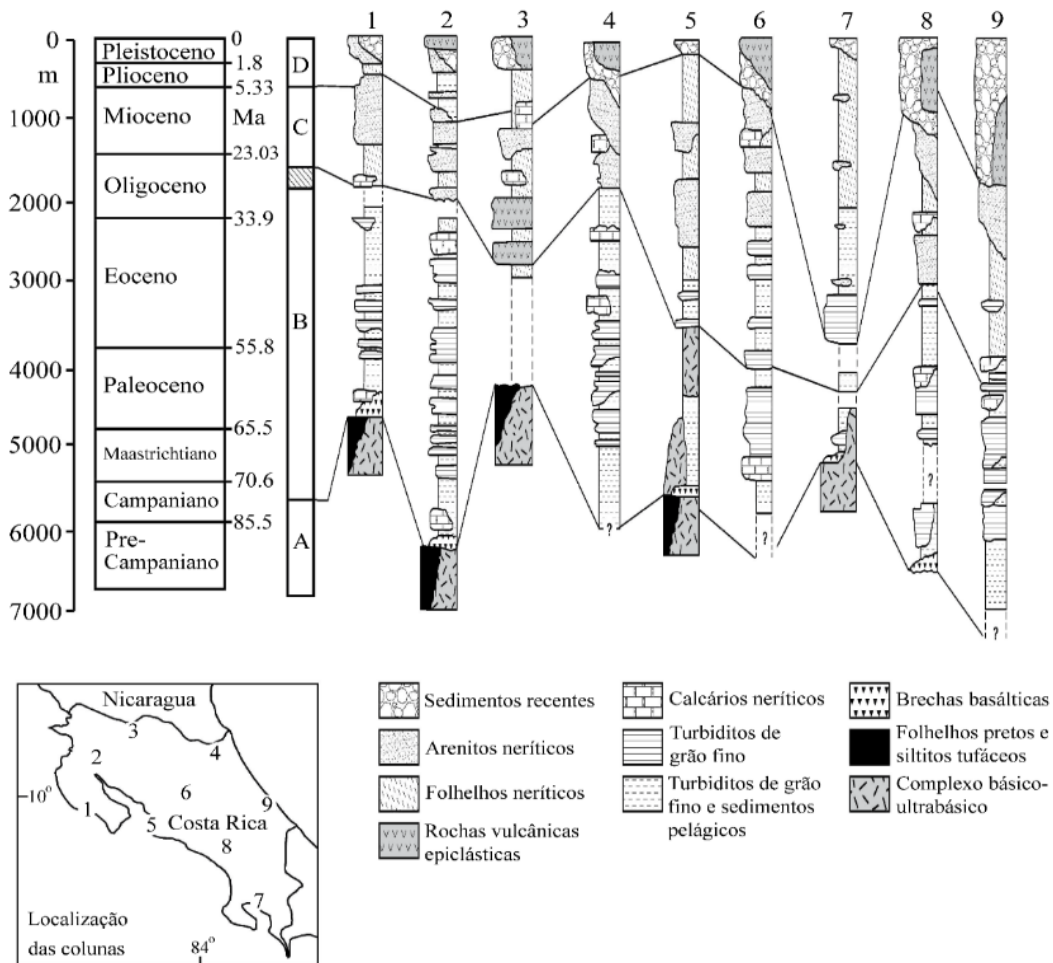 1 2 3 4 5 6 7 8 9
0
m
1000
2000
3000
4000
5000
6000
7000
Pleistoceno
Plioceno
Mioceno
Oligoceno
Eoceno
Paleoceno
Maastrichtiano
Campaniano
Pre-
Campaniano
0
1.8
5.33
Ma
23.03
33.9
55.8
65.5
70.6
85.5
D
C
B
A
?
?
?
?
?
Nicaragua
3
4
2
6
10°
9
1
5
Costa Rica
8
7
Localização
das colunas
84°
Sedimentos recentes
Arenitos neríticos
Folhelhos neríticos
Rochas vulcânicas
epiclásticas
Calcários neríticos
Turbiditos de
grão fino
Turbiditos de grão
fino e sedimentos
pelágicos
Brechas basálticas
Folhelhos pretos e
siltitos tufáceos
Complexo básico-
ultrabásico